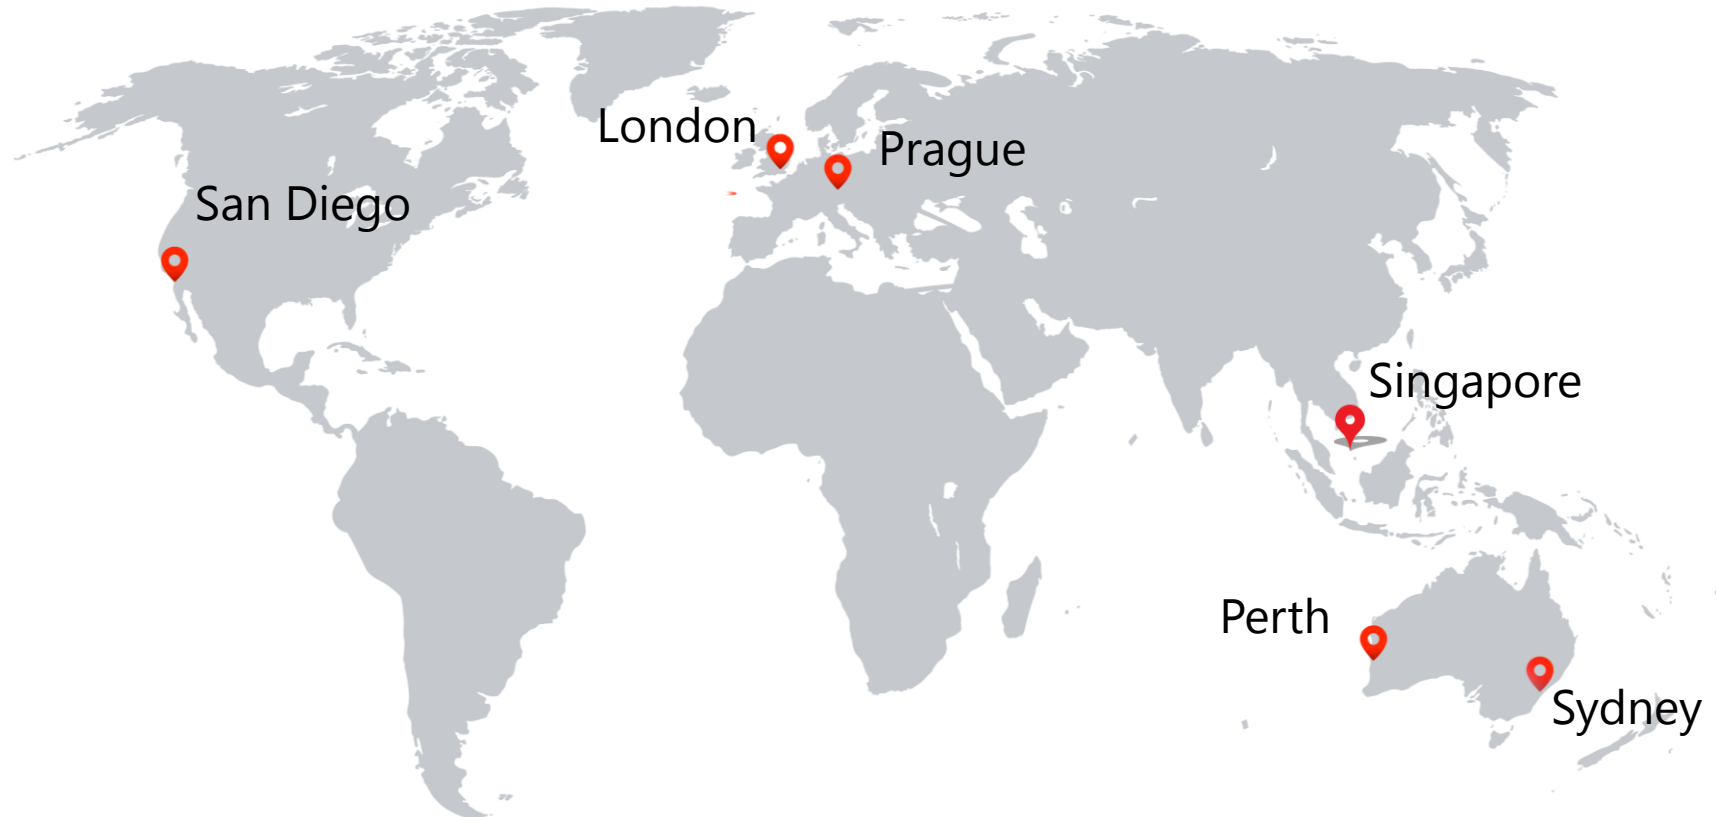 London
Prague
San Diego
Singapore
Perth
Sydney